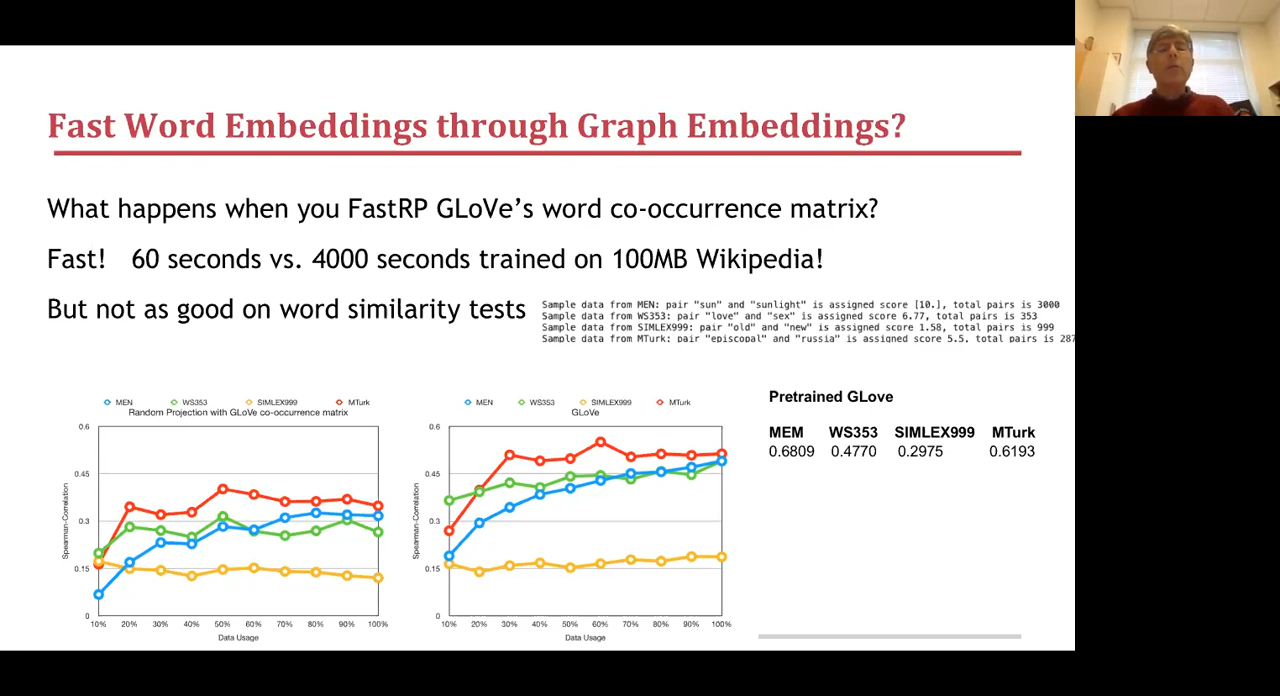 Fast Word Embeddings through Graph Embeddings?
What happens when you FastRP GLoVe’s word co-occurrence matrix?
Fast! 60 seconds vs. 4000 seconds trained on 100MB Wikipedia!
But not as good on word similarity tests
Sample data from MEN: pair "sun" and "sunlight" is assigned score [10.], total pairs is 3000
Sample data from WS353: pair "love" and "sex" is assigned score 6.77, total pairs is 353
Sample data from SIMLEX999: pair "old" and "new" is assigned score 1.58, total pairs is 999
Sample data from MTurk: pair "episcopal" and "russia" is assigned score 5.5, total pairs is 287
MEN WS353 SIMLEX999 MTurk
Random Projection with GLoVe co-occurrence matrix
0.6
0.45
0.3
0.15
0
Spearman-Correlation
10% 20% 30% 40% 50% 60% 70% 80% 90% 100%
Data Usage
MEN WS353 SIMLEX999 MTurk
GLoVe
0.6
0.45
0.3
0.15
0
Spearman-Correlation
10% 20% 30% 40% 50% 60% 70% 80% 90% 100%
Data Usage
Pretrained GLove
MEM WS353 SIMLEX999 MTurk
0.6809 0.4770 0.2975 0.6193